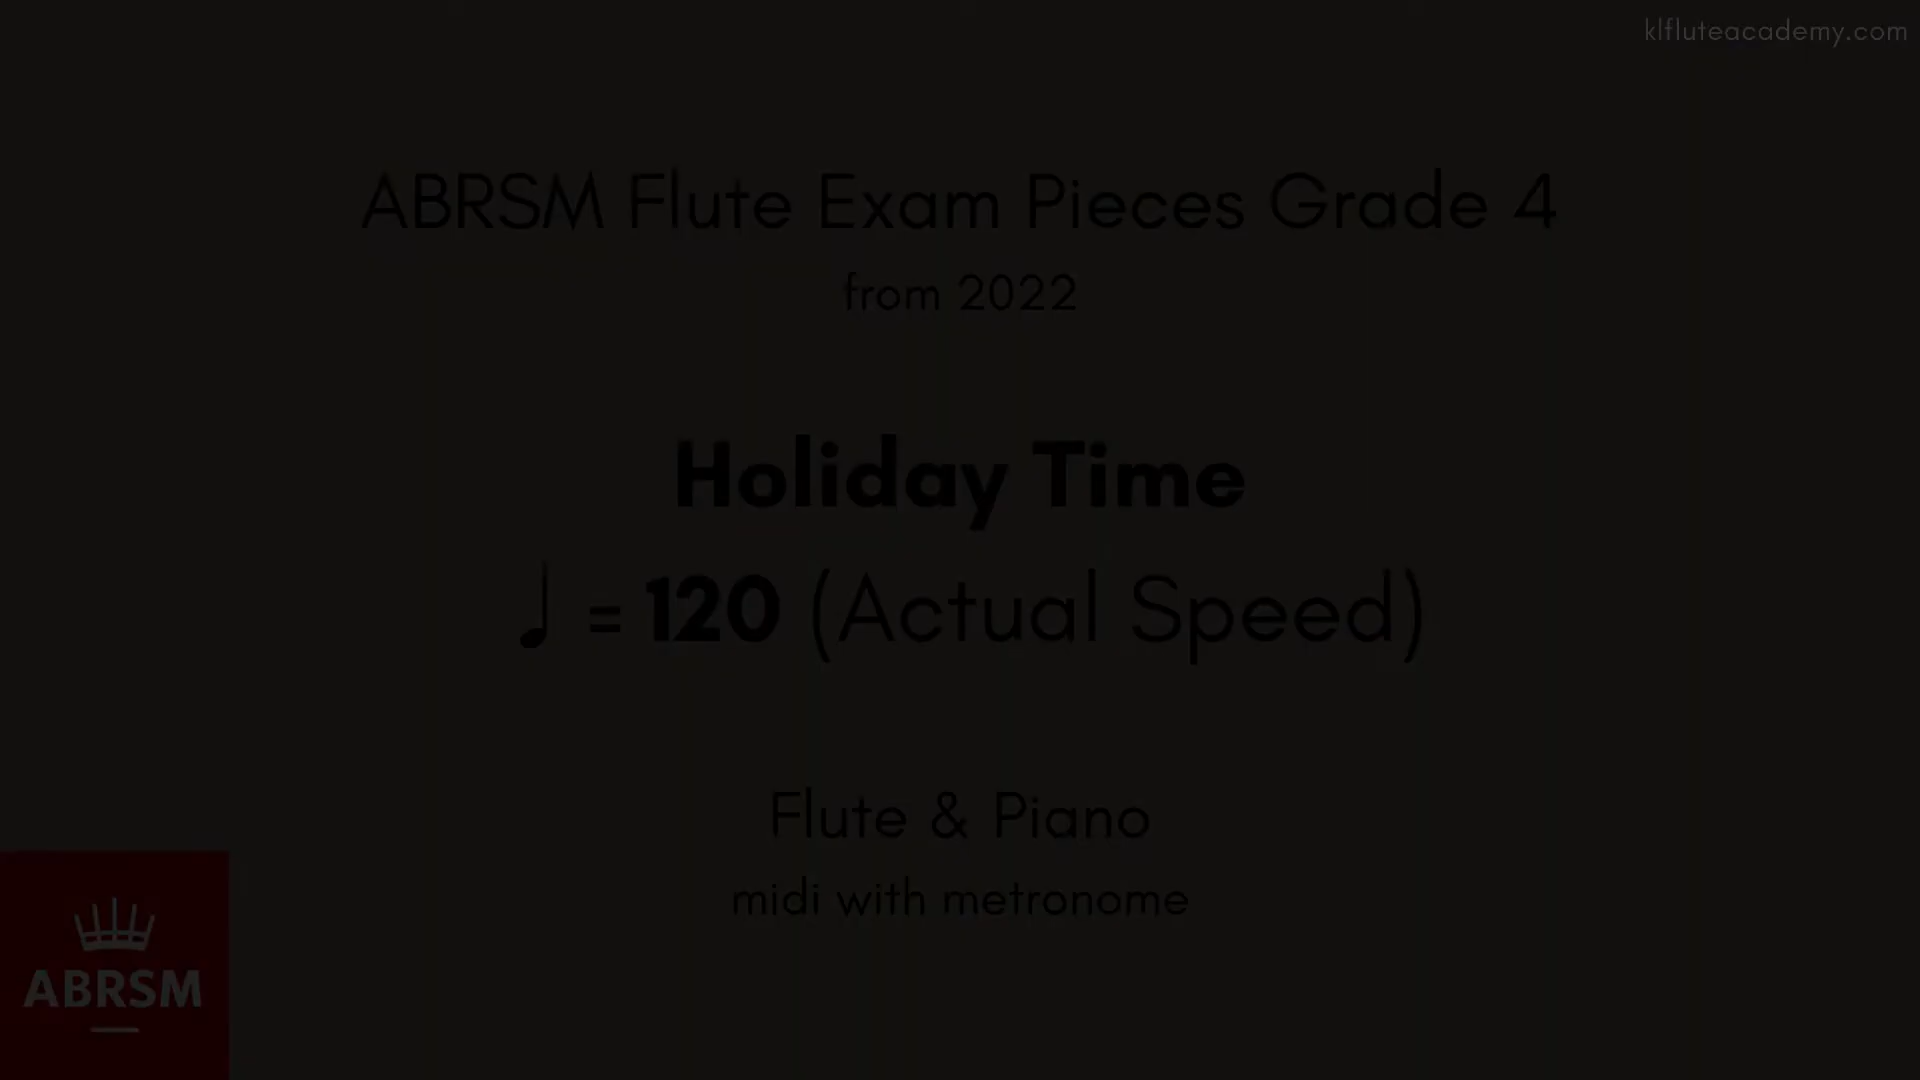 klfluteacademy.com
ABRSM Flute Exam Pieces Grade 4
from 2022
Holiday Time
♩ = 120 (Actual Speed)
Flute & Piano
midi with metronome
ABRSM